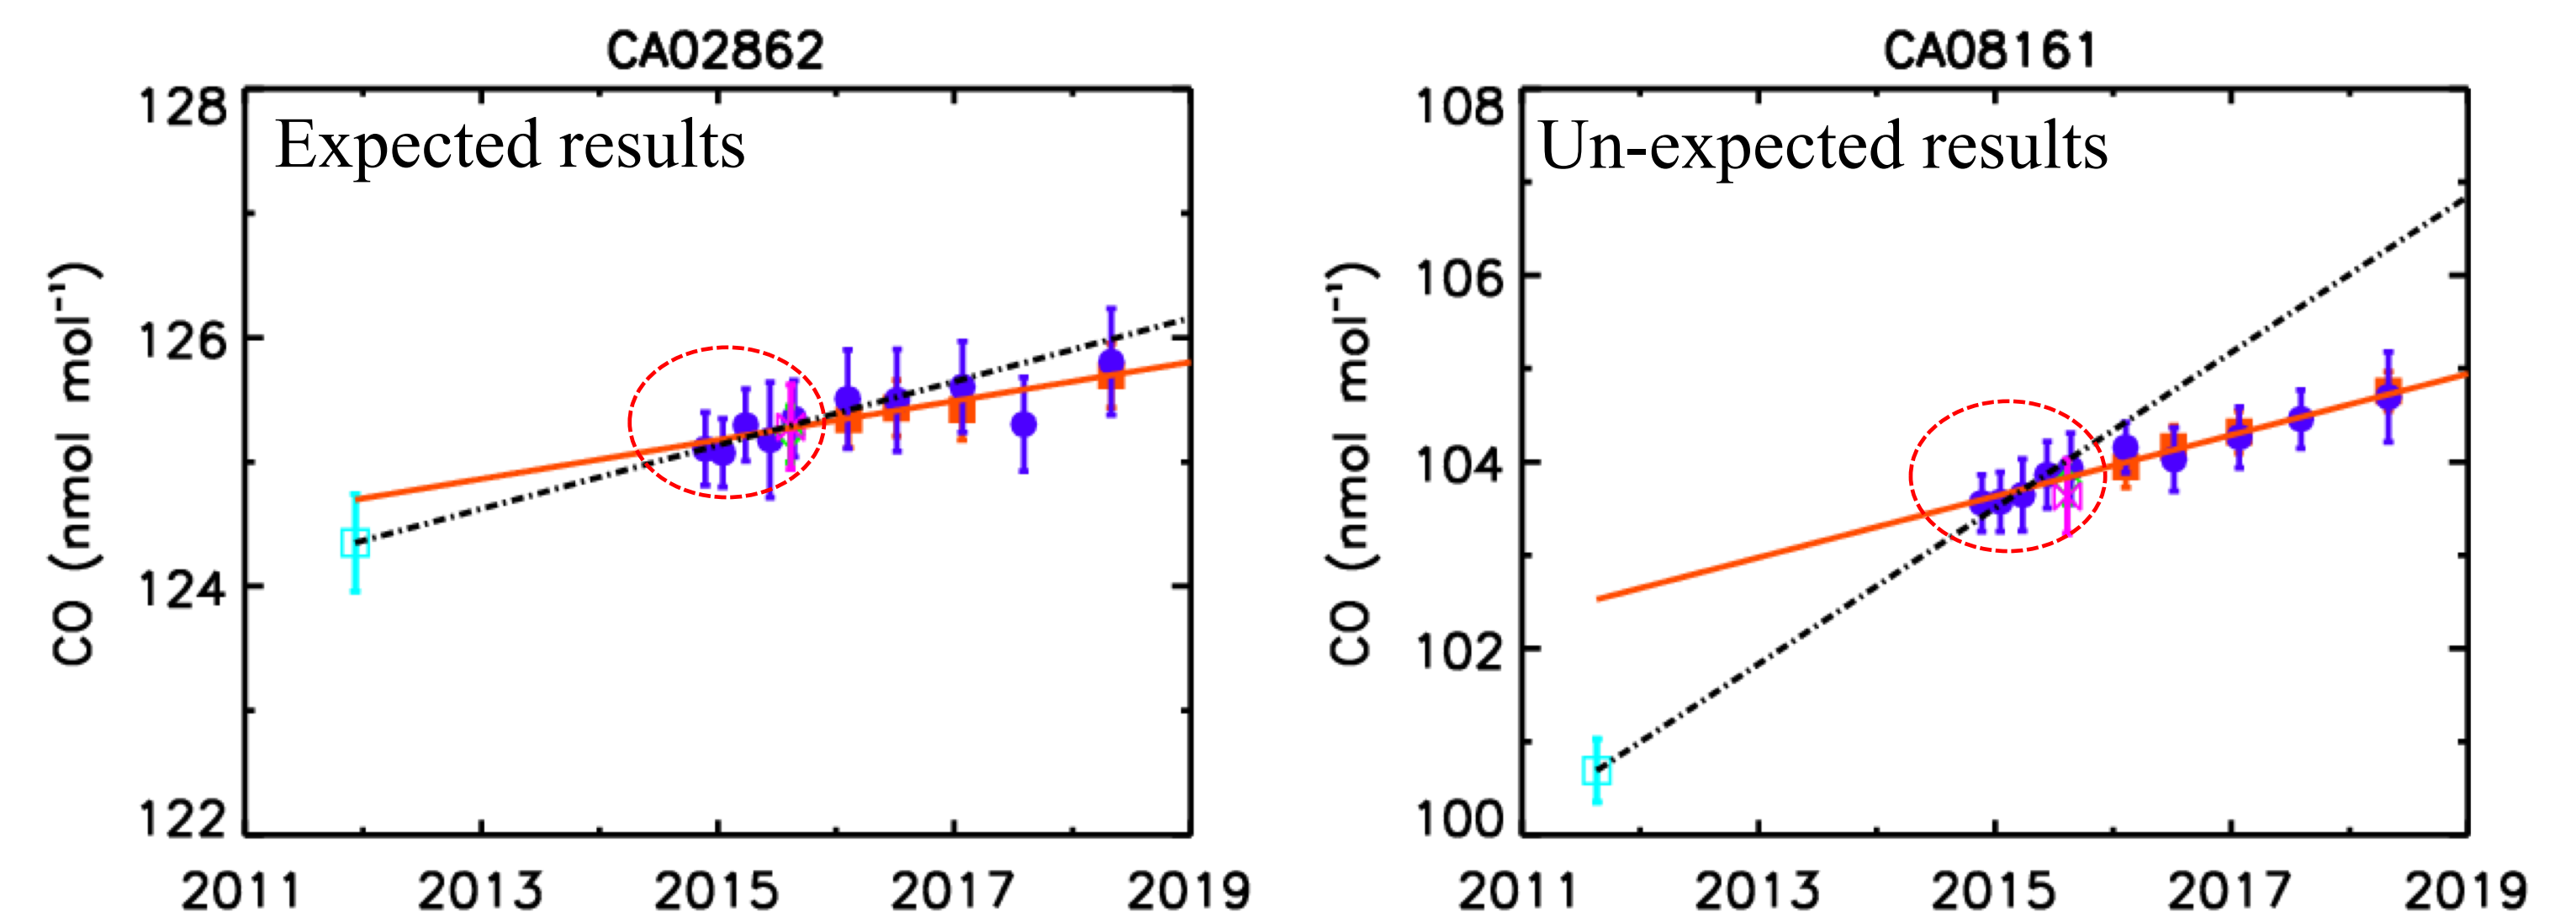 CA02862
Expected results
CO (nmol mol⁻¹)
128
126
124
122
2011 2013 2015 2017 2019
CA08161
Un-expected results
CO (nmol mol⁻¹)
108
106
104
102
100
2011 2013 2015 2017 2019